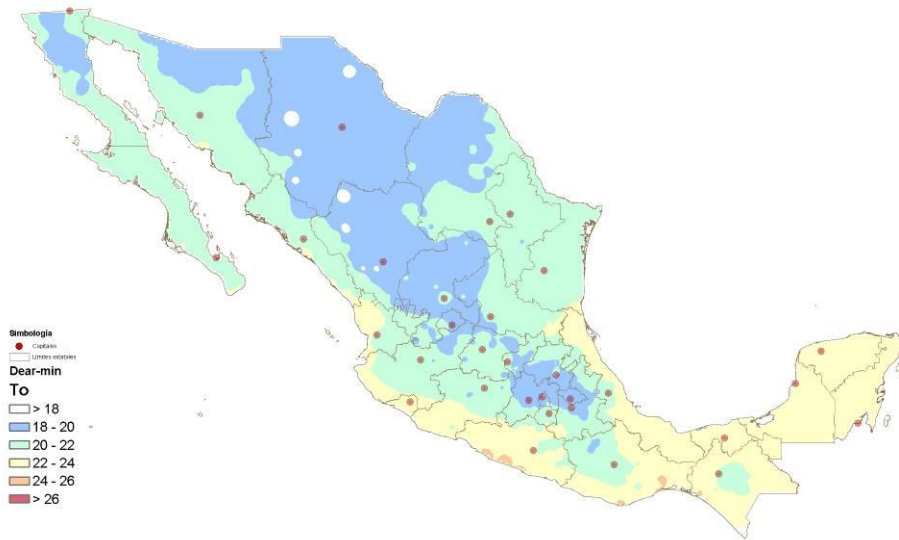 Simbología
Capitales
Límites estatales
Dear-min
To
> 18
18 - 20
20 - 22
22 - 24
24 - 26
> 26